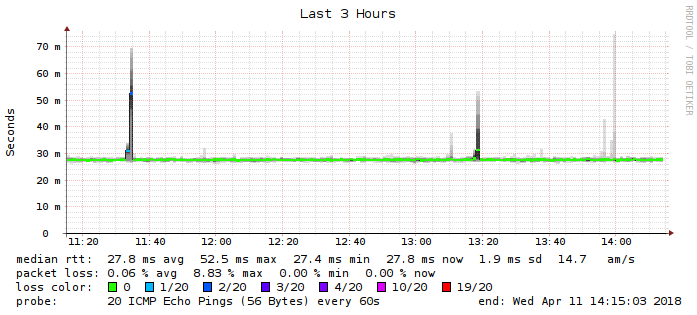 Last 3 Hours
RRDTOOL / TOBI OETIKER
Seconds
70 m
60 m
50 m
40 m
30 m
20 m
10 m
0
11:20 11:40 12:00 12:20 12:40 13:00 13:20 13:40 14:00
median rtt: 27.8 ms avg 52.5 ms max 27.4 ms min 27.8 ms now 1.9 ms sd 14.7 am/s
packet loss: 0.06 % avg 8.83 % max 0.00 % min 0.00 % now
loss color: 0 1/20 2/20 3/20 4/20 10/20 19/20
probe: 20 ICMP Echo Pings (56 Bytes) every 60s end: Wed Apr 11 14:15:03 2018